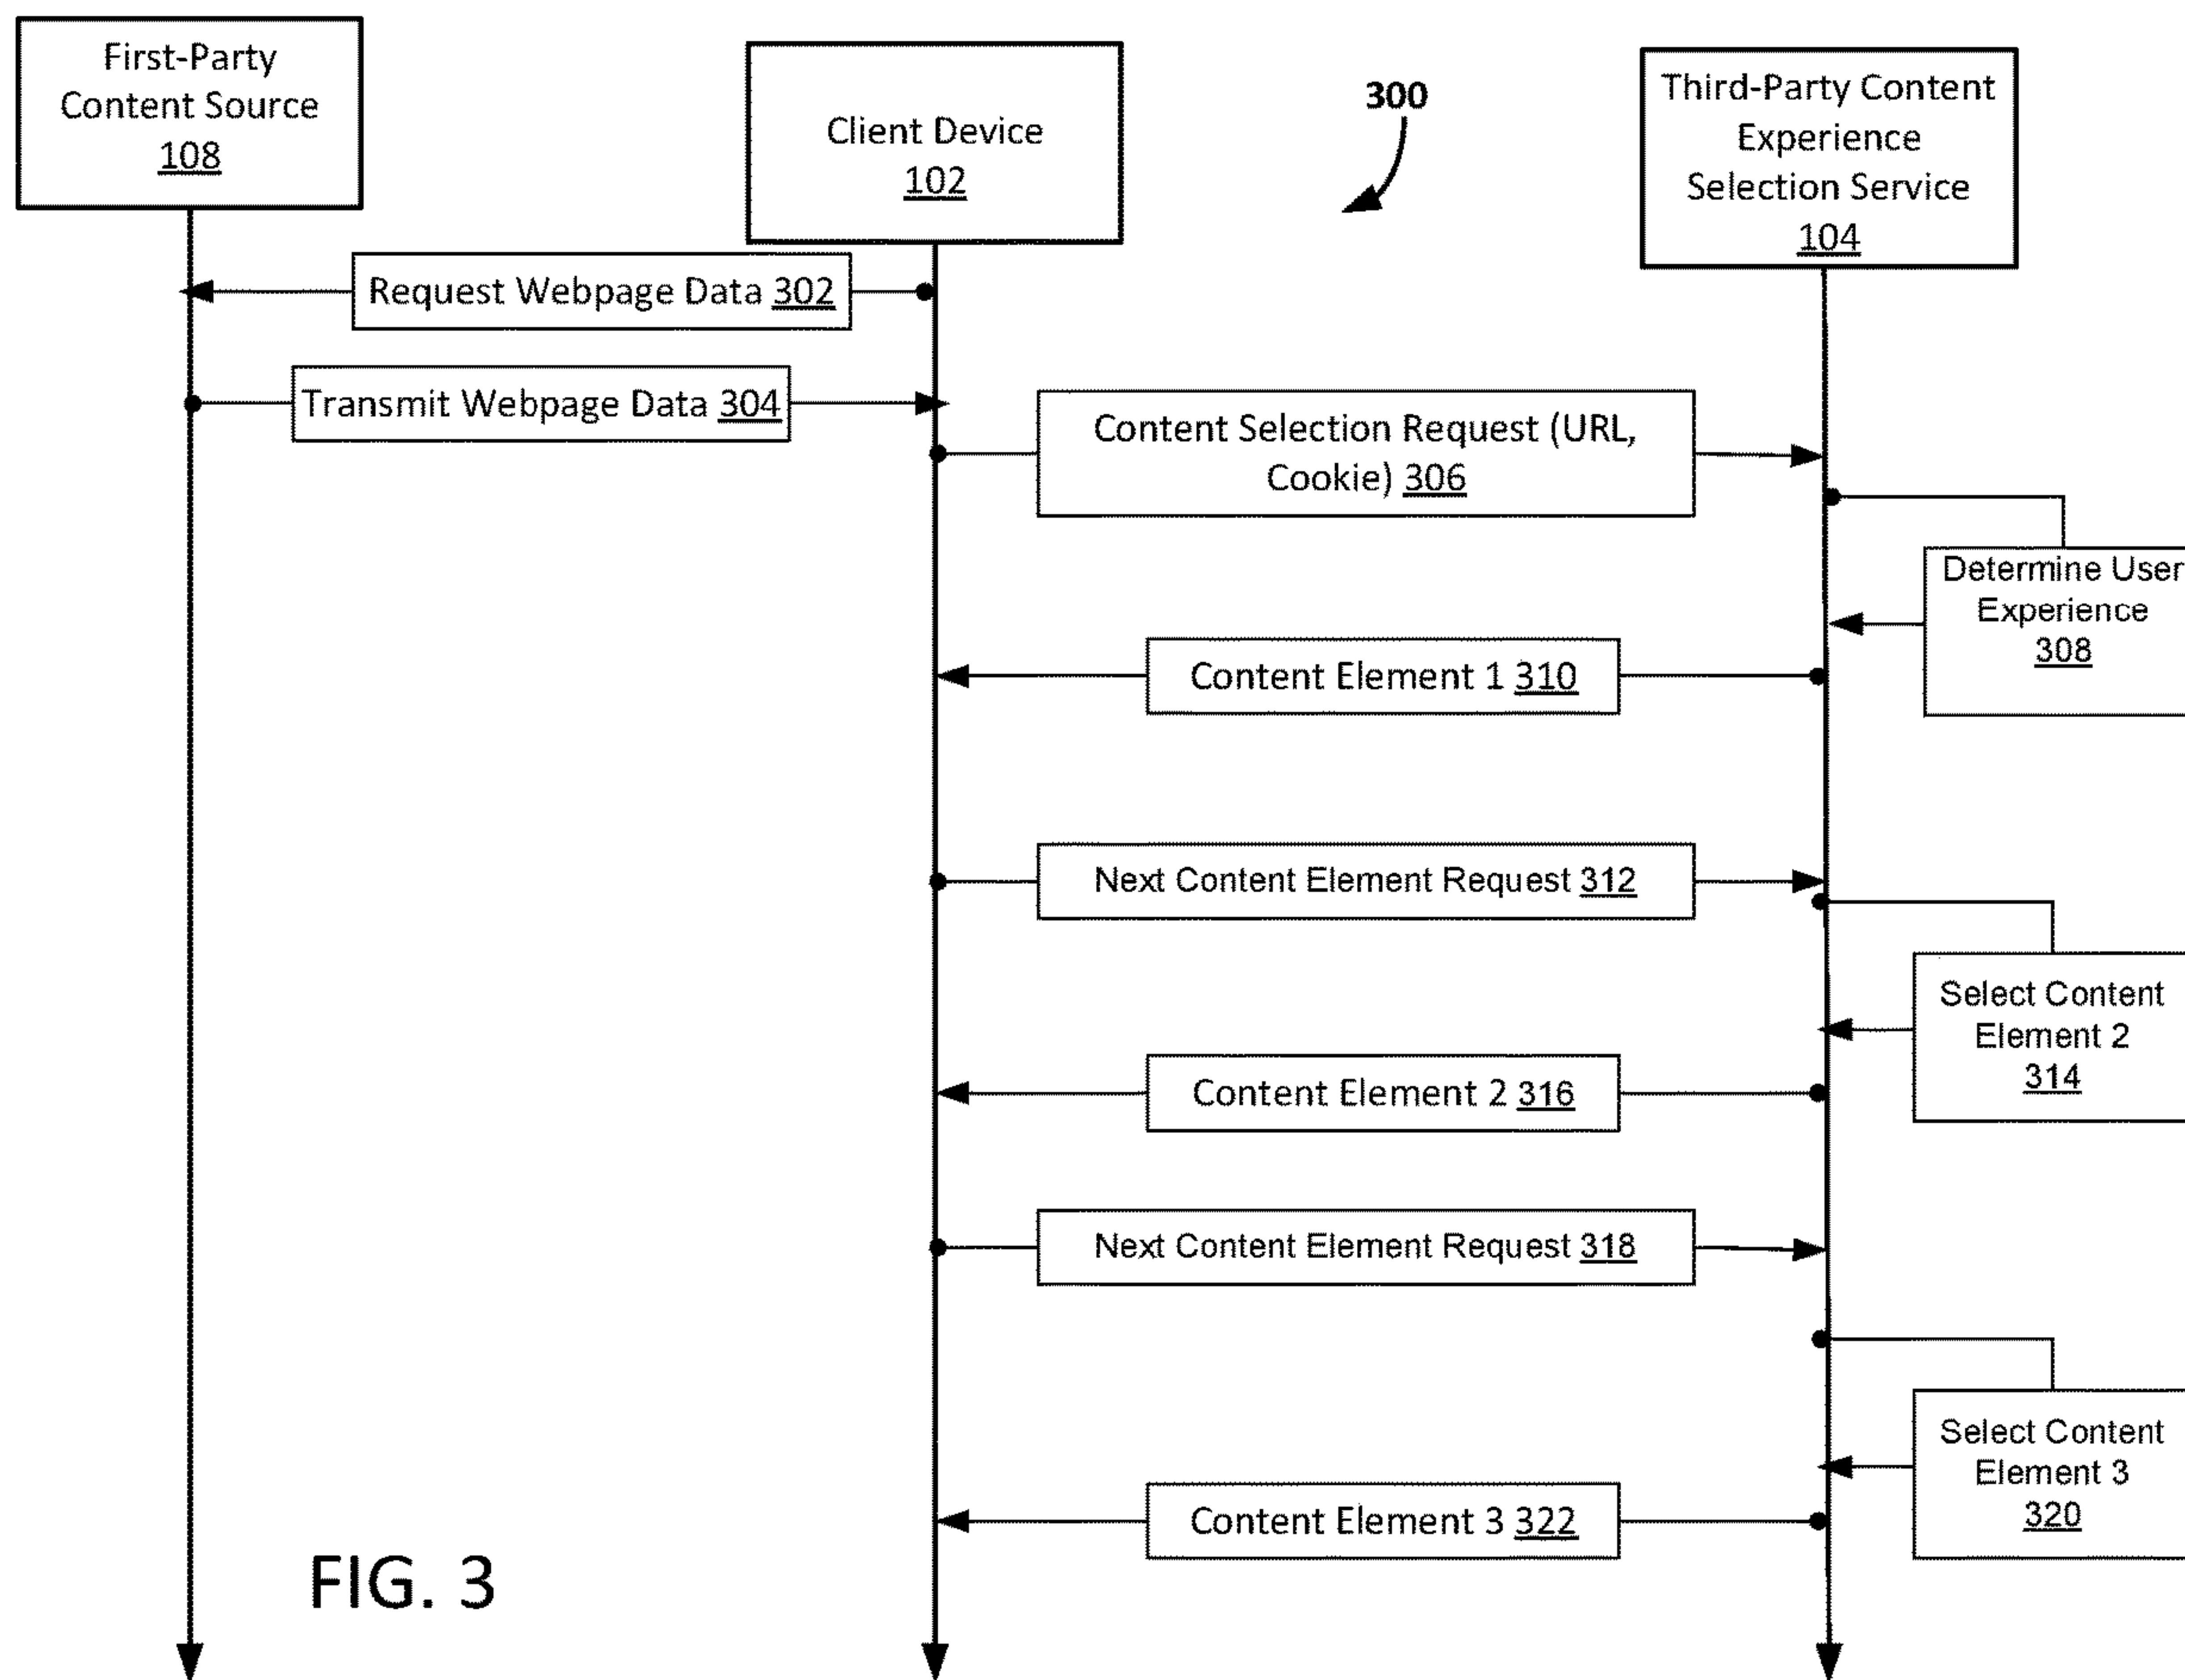 First-Party
Content Source
108
Client Device
102
300
Third-Party Content
Experience
Selection Service
104
Request Webpage Data 302
Transmit Webpage Data 304
Content Selection Request (URL,
Cookie) 306
Determine User
Experience
308
Content Element 1 310
Next Content Element Request 312
Select Content
Element 2
314
Content Element 2 316
Next Content Element Request 318
Select Content
Element 3
320
Content Element 3 322
FIG. 3